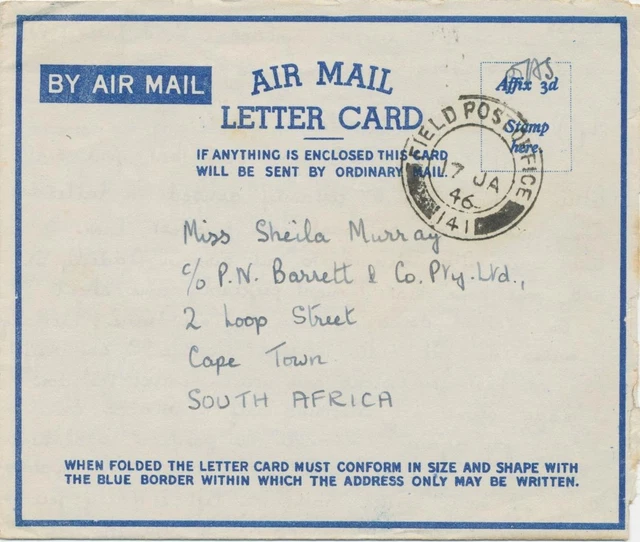 BY AIR MAIL
AIR MAIL
LETTER CARD
IF ANYTHING IS ENCLOSED THIS CARD
WILL BE SENT BY ORDINARY MAIL.
Affix 3d
Stamp
here.
FIELD POST OFFICE
7 JA
46
141
Miss Sheila Murray
c/o P.N. Barrett & Co. Pty. Ltd.,
2 Loop Street
Cape Town
SOUTH AFRICA
WHEN FOLDED THE LETTER CARD MUST CONFORM IN SIZE AND SHAPE WITH
THE BLUE BORDER WITHIN WHICH THE ADDRESS ONLY MAY BE WRITTEN.